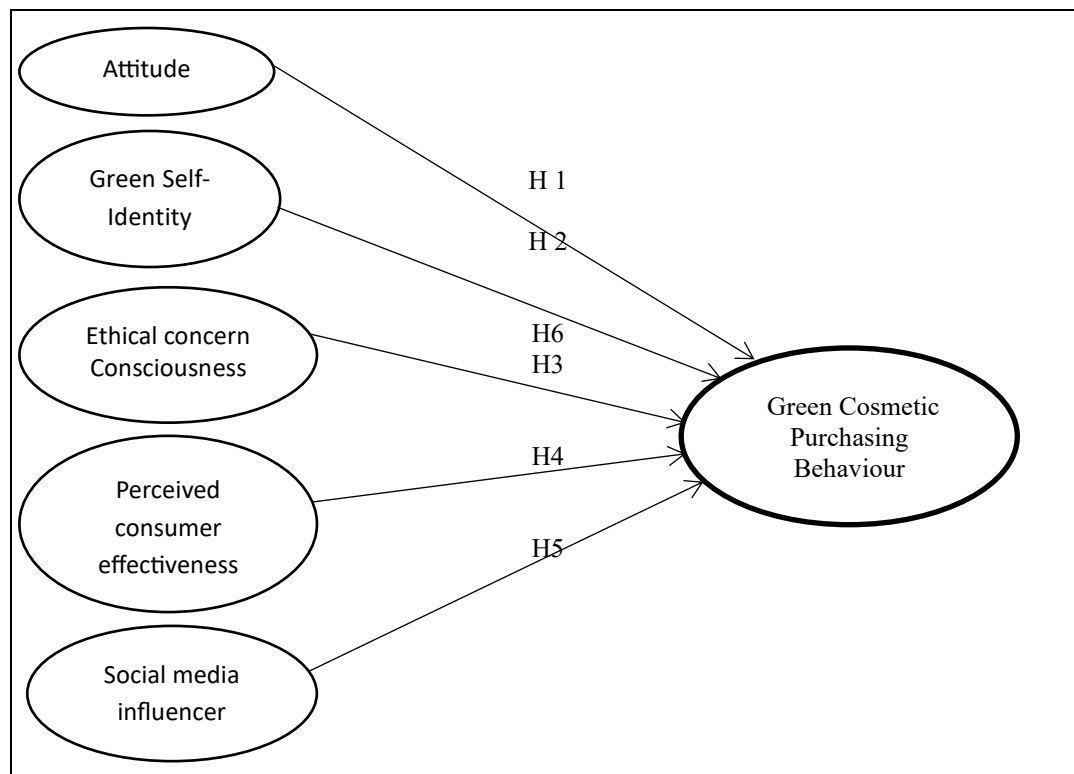 Attitude
Green Self-
Identity
Ethical concern
Consciousness
Perceived
consumer
effectiveness
Social media
influencer
H 1
H 2
H6
H3
H4
H5
Green Cosmetic
Purchasing
Behaviour